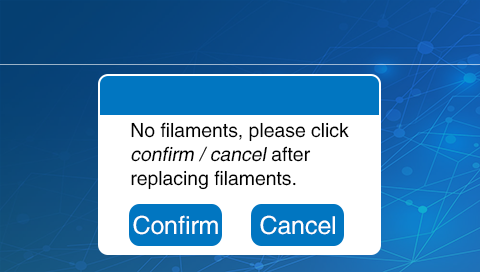 No filaments, please click
confirm / cancel after
replacing filaments.
Confirm Cancel